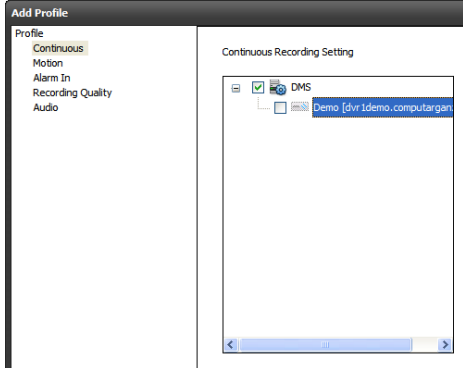 Add Profile
Profile
Continuous
Motion
Alarm In
Recording Quality
Audio
Continuous Recording Setting
DMS
Demo [dvr1demo.computargan